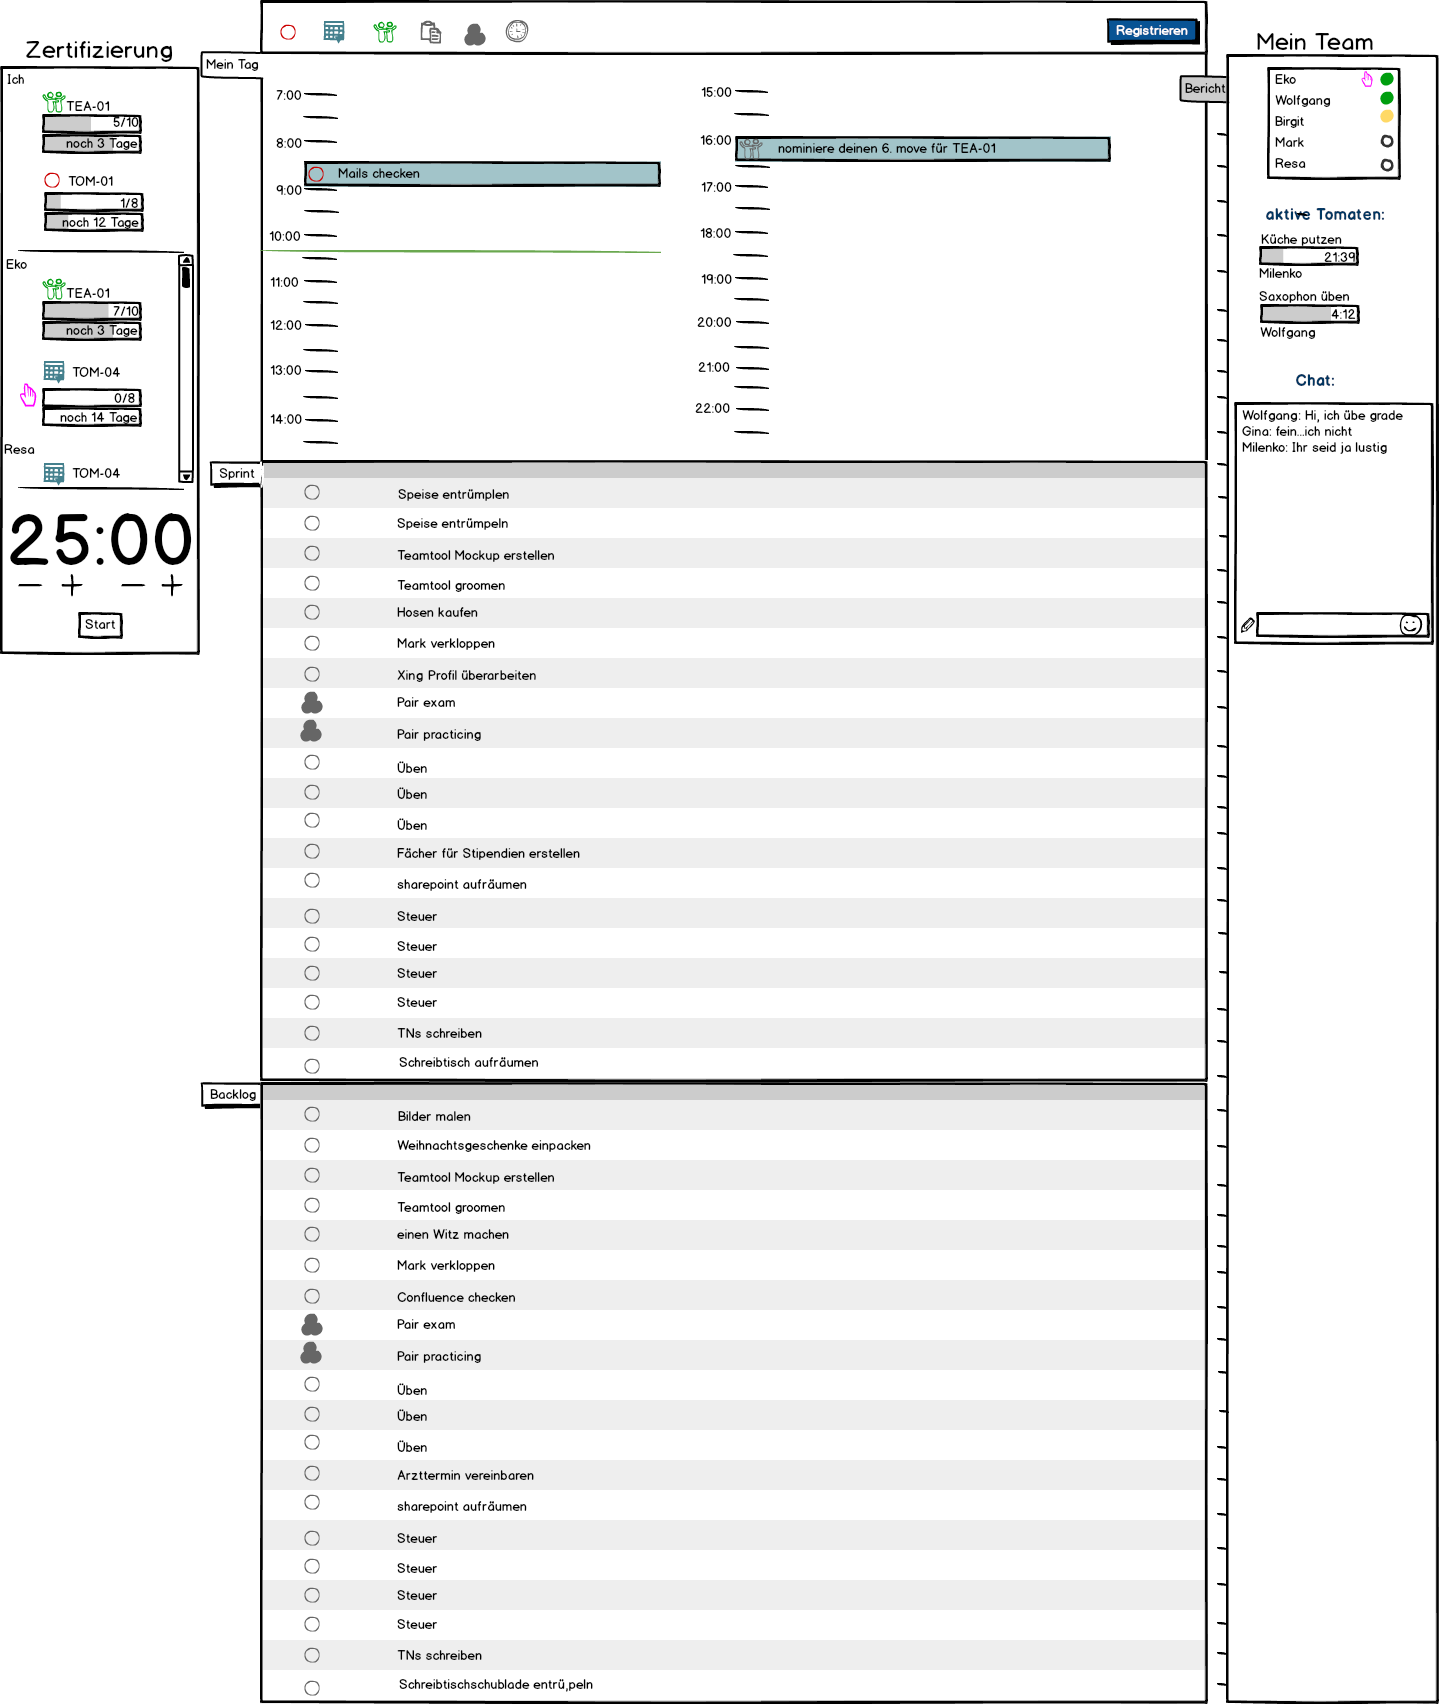 Zertifizierung
Ich
TEA-01
5/10
noch 3 Tage
TOM-01
1/8
noch 12 Tage
Eko
TEA-01
7/10
noch 3 Tage
TOM-04
0/8
noch 14 Tage
Resa
TOM-04
25:00
Start
Registrieren
Mein Tag
7:00
8:00
Mails checken
9:00
10:00
11:00
12:00
13:00
14:00
15:00
16:00
nominiere deinen 6. move für TEA-01
17:00
18:00
19:00
20:00
21:00
22:00
Sprint
Speise entrümplen
Speise entrümpeln
Teamtool Mockup erstellen
Teamtool groomen
Hosen kaufen
Mark verkloppen
Xing Profil überarbeiten
Pair exam
Pair practicing
Üben
Üben
Üben
Fächer für Stipendien erstellen
sharepoint aufräumen
Steuer
Steuer
Steuer
Steuer
TNs schreiben
Schreibtisch aufräumen
Backlog
Bilder malen
Weihnachtsgeschenke einpacken
Teamtool Mockup erstellen
Teamtool groomen
einen Witz machen
Mark verkloppen
Confluence checken
Pair exam
Pair practicing
Üben
Üben
Üben
Arzttermin vereinbaren
sharepoint aufräumen
Steuer
Steuer
Steuer
Steuer
TNs schreiben
Schreibtischschublade entrü,peln
Bericht
Mein Team
Eko
Wolfgang
Birgit
Mark
Resa
aktive Tomaten:
Küche putzen
21:39
Milenko
Saxophon üben
4:12
Wolfgang
Chat:
Wolfgang: Hi, ich übe grade
Gina: fein...ich nicht
Milenko: Ihr seid ja lustig